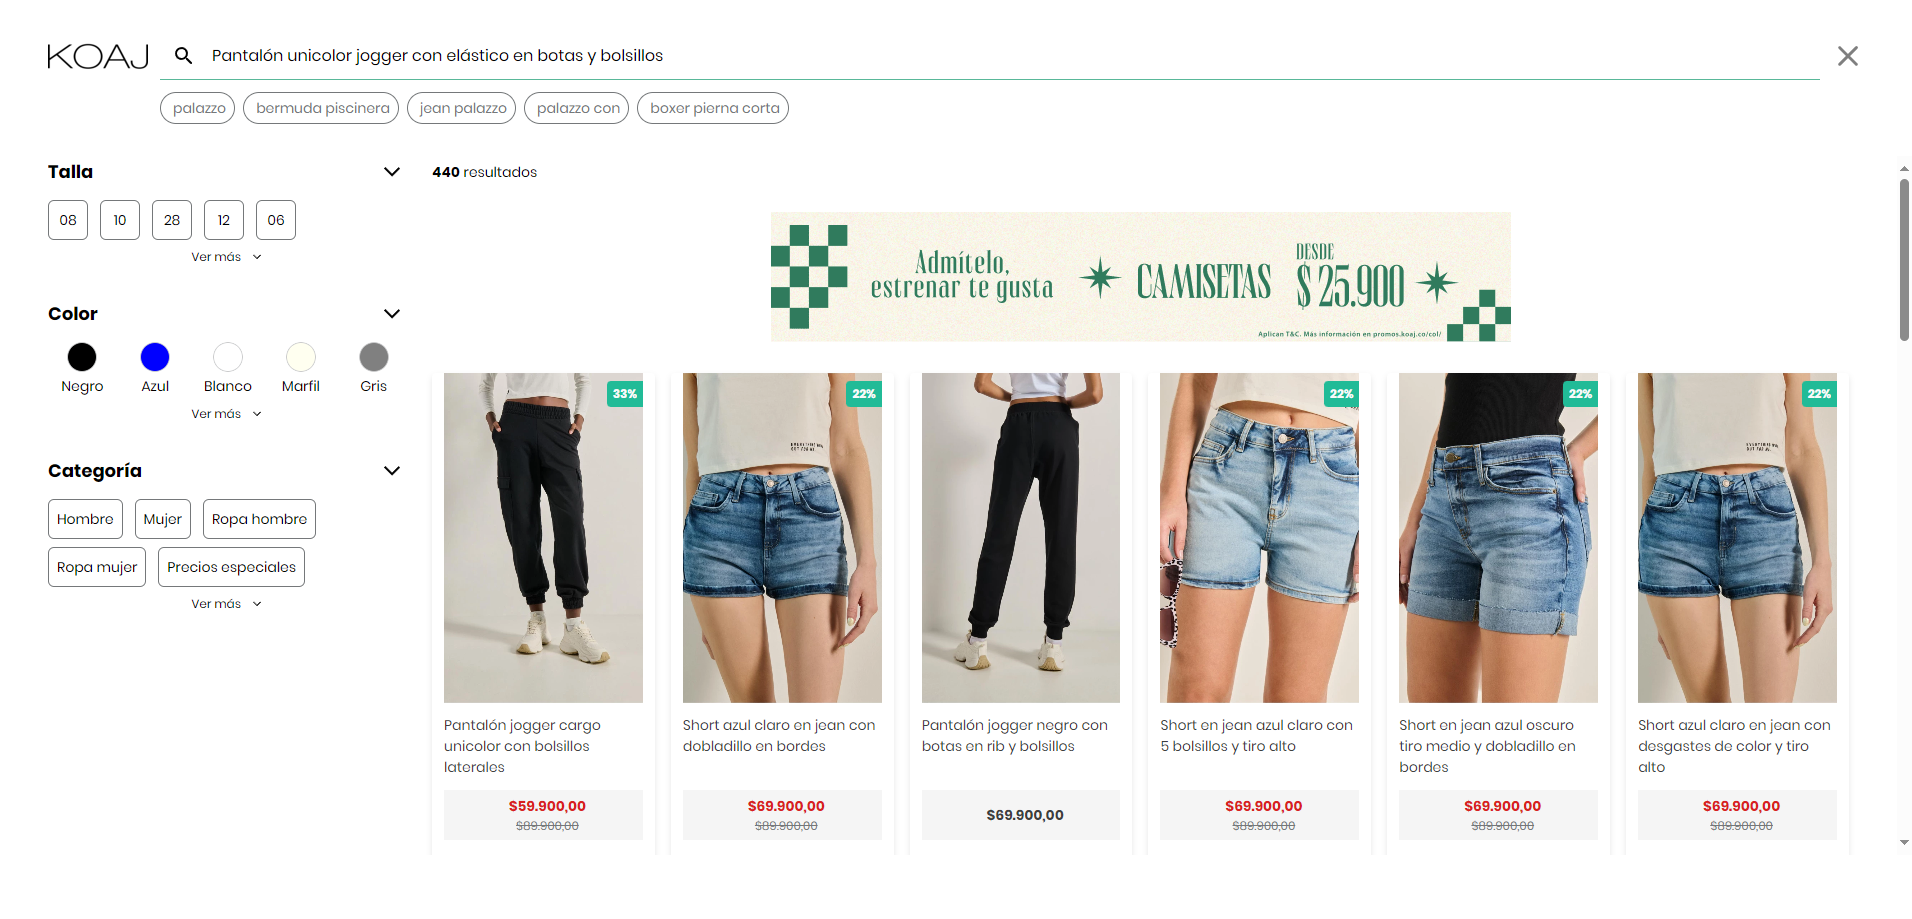 KOAJ
Pantalón unicolor jogger con elástico en botas y bolsillos
palazzo
bermuda piscinera
jean palazzo
palazzo con
boxer pierna corta
Talla
08
10
28
12
06
Ver más
Color
Negro
Azul
Blanco
Marfil
Gris
Ver más
Categoría
Hombre
Mujer
Ropa hombre
Ropa mujer
Precios especiales
Ver más
440 resultados
Admítelo,
estrenar te gusta
CAMISETAS
DESDE
$ 25.900
Aplican T&C. Más información en promos.koaj.co/col/
33%
Pantalón jogger cargo
unicolor con bolsillos
laterales
$59.900,00
$89.900,00
22%
Short azul claro en jean con
dobladillo en bordes
$69.900,00
$89.900,00
Pantalón jogger negro con
botas en rib y bolsillos
$69.900,00
22%
Short en jean azul claro con
5 bolsillos y tiro alto
$69.900,00
$89.900,00
22%
Short en jean azul oscuro
tiro medio y dobladillo en
bordes
$69.900,00
$89.900,00
22%
Short azul claro en jean con
desgastes de color y tiro
alto
$69.900,00
$89.900,00